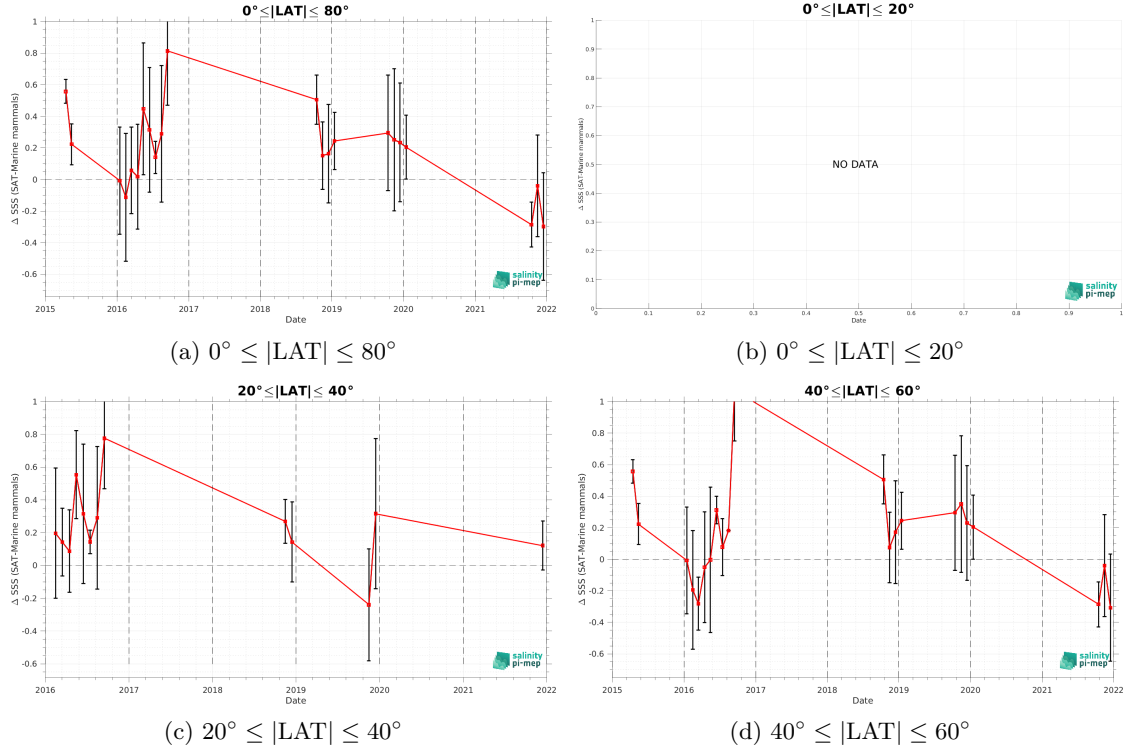 0°≤|LAT|≤ 80°
1
0.8
0.6
0.4
0.2
0
-0.2
-0.4
-0.6
Δ SSS (SAT-Marine mammals)
2015 2016 2017 2018 2019 2020 2021 2022
Date
salinity
pi-mep
(a) 0° ≤ |LAT| ≤ 80°
0°≤|LAT|≤ 20°
1
0.9
0.8
0.7
0.6
0.5
0.4
0.3
0.2
0.1
0
Δ SSS (SAT-Marine mammals)
NO DATA
0 0.1 0.2 0.3 0.4 0.5 0.6 0.7 0.8 0.9 1
Date
salinity
pi-mep
(b) 0° ≤ |LAT| ≤ 20°
20°≤|LAT|≤ 40°
1
0.8
0.6
0.4
0.2
0
-0.2
-0.4
-0.6
Δ SSS (SAT-Marine mammals)
2016 2017 2018 2019 2020 2021 2022
Date
salinity
pi-mep
(c) 20° ≤ |LAT| ≤ 40°
40°≤|LAT|≤ 60°
1
0.8
0.6
0.4
0.2
0
-0.2
-0.4
-0.6
Δ SSS (SAT-Marine mammals)
2015 2016 2017 2018 2019 2020 2021 2022
Date
salinity
pi-mep
(d) 40° ≤ |LAT| ≤ 60°